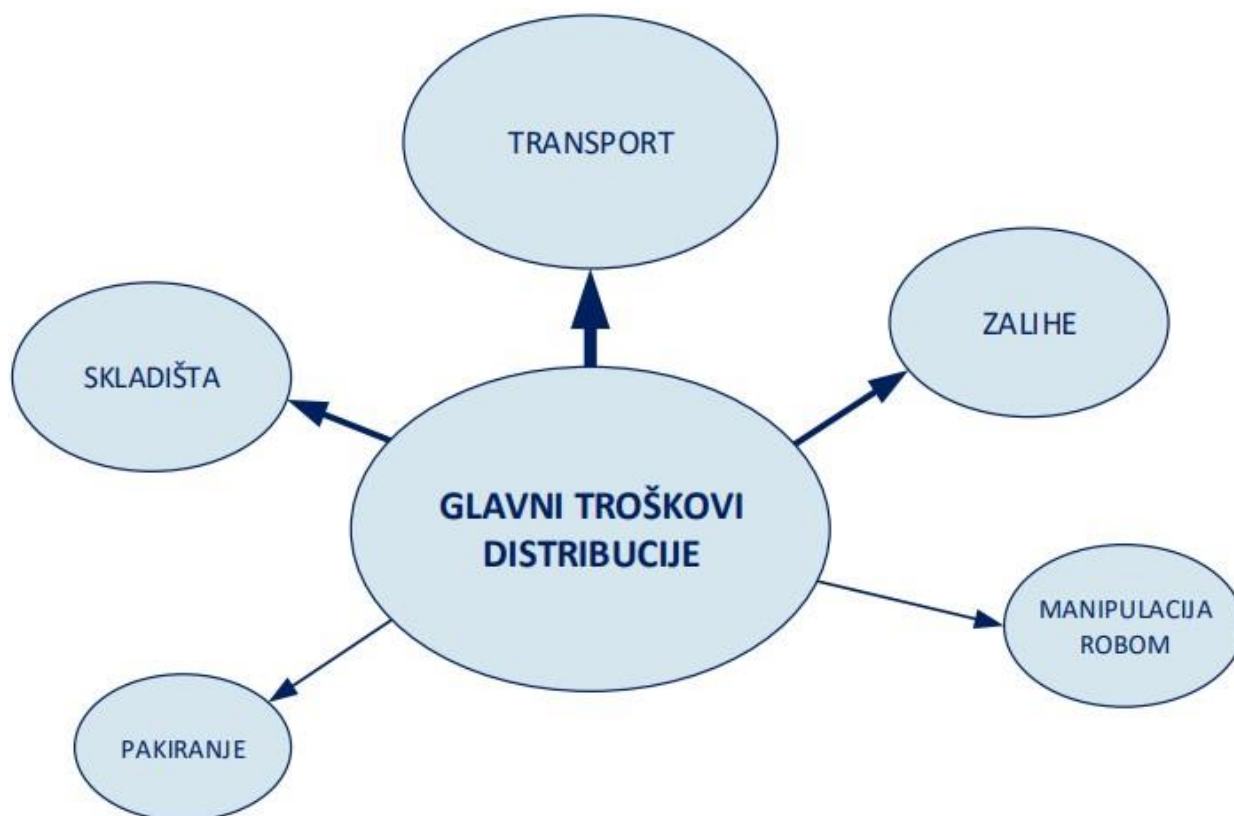 TRANSPORT
ZALIHE
SKLADIŠTA
GLAVNI TROŠKOVI
DISTRIBUCIJE
MANIPULACIJA
ROBOM
PAKIRANJE